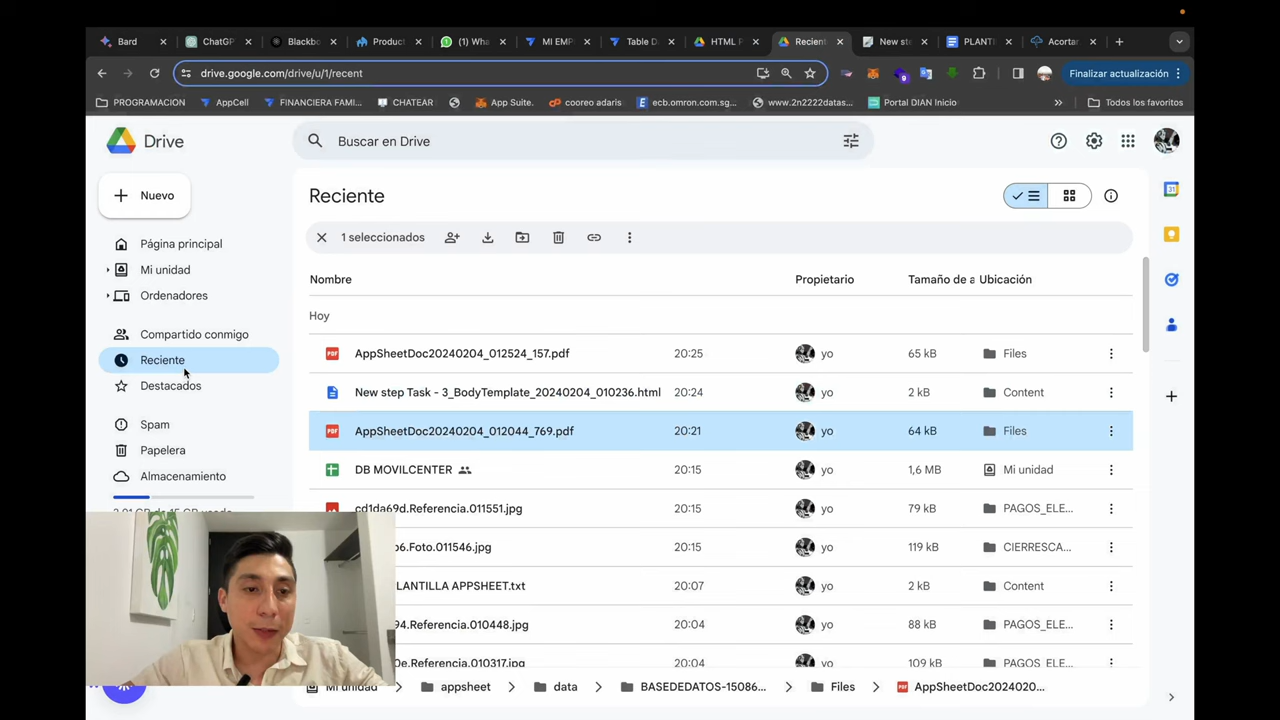 Bard
ChatGP
Blackbo
Product
(1) Wha
MI EMP
Table D
HTML P
Recient
New ste
PLANTI
Acortar
drive.google.com/drive/u/1/recent
Finalizar actualización
PROGRAMACION
AppCell
FINANCIERA FAMI...
CHATEAR
App Suite.
cooreo adaris
ecb.omron.com.sg...
www.2n2222datas...
Portal DIAN Inicio
Todos los favoritos
Drive
Buscar en Drive
Nuevo
Página principal
Mi unidad
Ordenadores
Compartido conmigo
Reciente
Destacados
Spam
Papelera
Almacenamiento
Reciente
1 seleccionados
Nombre Propietario Tamaño de a Ubicación
Hoy
AppSheetDoc20240204_012524_157.pdf 20:25 yo 65 kB Files
New step Task - 3_BodyTemplate_20240204_010236.html 20:24 yo 2 kB Content
AppSheetDoc20240204_012044_769.pdf 20:21 yo 64 kB Files
DB MOVILCENTER 20:15 yo 1,6 MB Mi unidad
cd1da69d.Referencia.011551.jpg 20:15 yo 79 kB PAGOS_ELE...
6.Foto.011546.jpg 20:15 yo 119 kB CIERRESCA...
LANTILLA APPSHEET.txt 20:07 yo 2 kB Content
94.Referencia.010448.jpg 20:04 yo 88 kB PAGOS_ELE...
0e.Referencia.010317.jpg 20:04 yo 109 kB PAGOS_ELE...
Mi unidad appsheet data BASEDEDATOS-15086... Files AppSheetDoc2024020...